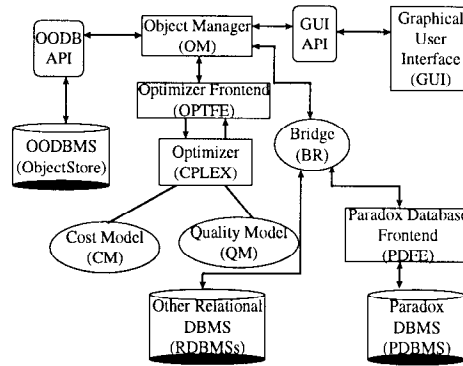 OODB
API
Object Manager
(OM)
GUI
API
Graphical
User
Interface
(GUI)
Optimizer Frontend
(OPTFE)
OODBMS
(ObjectStore)
Optimizer
(CPLEX)
Bridge
(BR)
Cost Model
(CM)
Quality Model
(QM)
Paradox Database
Frontend
(PDFE)
Other Relational
DBMS
(RDBMSs)
Paradox
DBMS
(PDBMS)